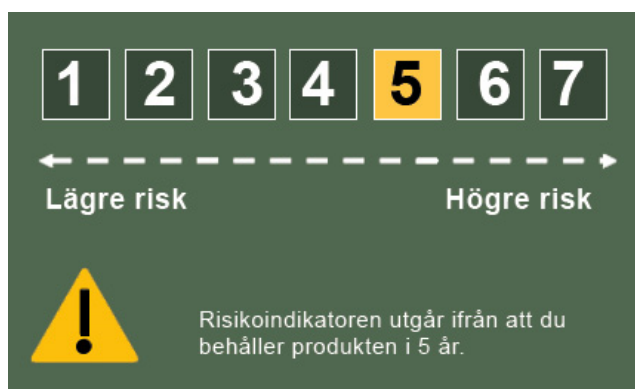 1 2 3 4 5 6 7
Lägre risk Högre risk
Risikoindikatoren utgår ifrån att du
behåller produkten i 5 år.